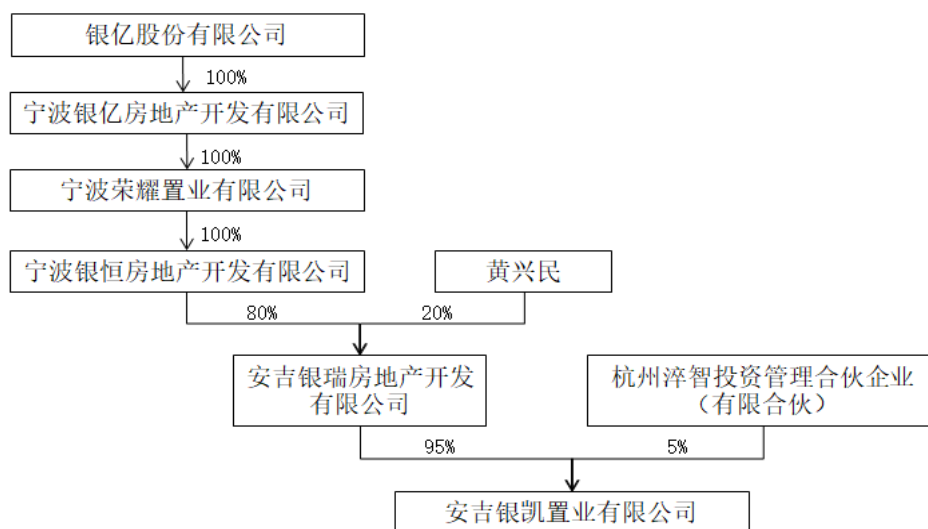 银亿股份有限公司
100%
宁波银亿房地产开发有限公司
100%
宁波荣耀置业有限公司
100%
宁波银恒房地产开发有限公司
黄兴民
80%
20%
安吉银瑞房地产开发
有限公司
杭州淬智投资管理合伙企业
（有限合伙）
95%
5%
安吉银凯置业有限公司